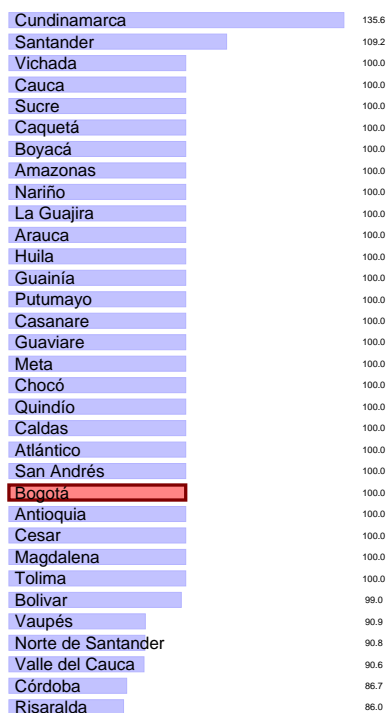 Cundinamarca 135.6
Santander 109.2
Vichada 100.0
Cauca 100.0
Sucre 100.0
Caquetá 100.0
Boyacá 100.0
Amazonas 100.0
Nariño 100.0
La Guajira 100.0
Arauca 100.0
Huila 100.0
Guainía 100.0
Putumayo 100.0
Casanare 100.0
Guaviare 100.0
Meta 100.0
Chocó 100.0
Quindío 100.0
Caldas 100.0
Atlántico 100.0
San Andrés 100.0
Bogotá 100.0
Antioquia 100.0
Cesar 100.0
Magdalena 100.0
Tolima 100.0
Bolivar 99.0
Vaupés 90.9
Norte de Santander 90.8
Valle del Cauca 90.6
Córdoba 86.7
Risaralda 86.0